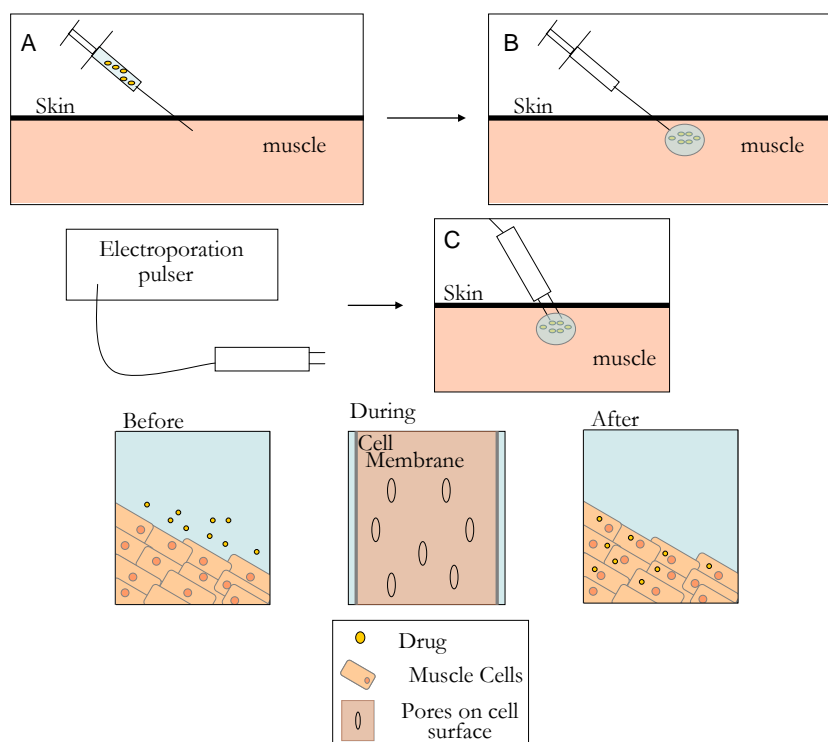 A
Skin
muscle
B
Skin
muscle
Electroporation
pulser
C
Skin
muscle
Before
During
After
Cell
Membrane
Drug
Muscle Cells
Pores on cell
surface